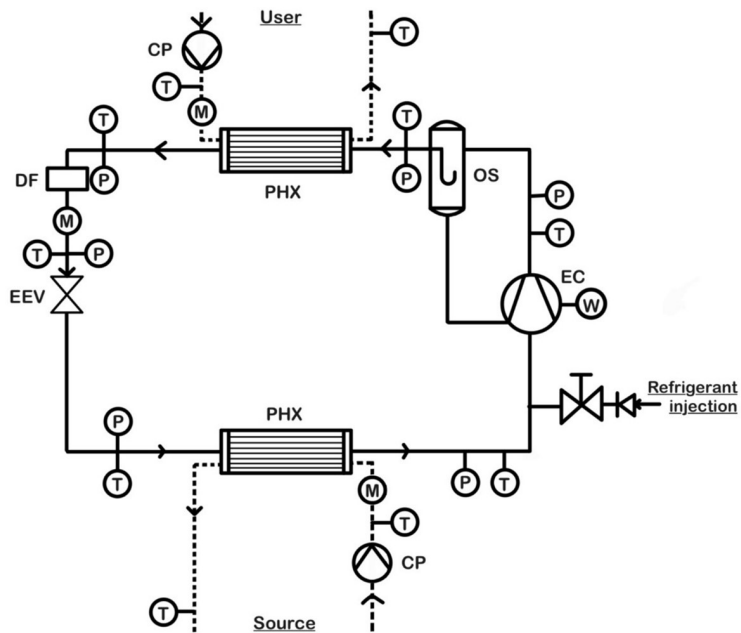 User
CP
T
T
M
T
T
PHX
OS
P
P
DF
P
M
T
T
P
EEV
EC
W
Refrigerant
injection
PHX
P
T
P
T
M
T
CP
T
Source